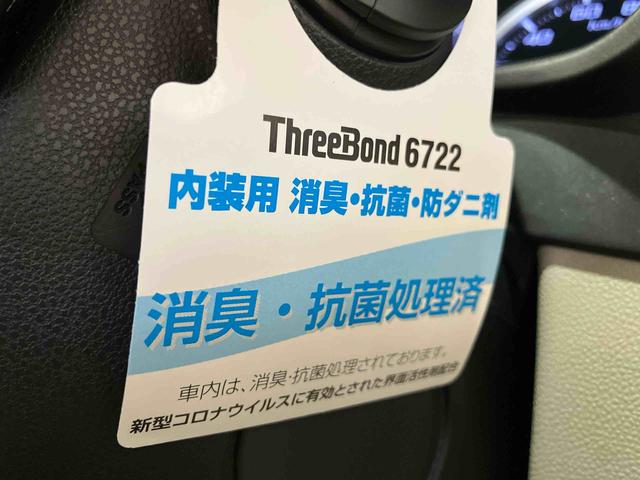 ThreeBond 6722
内装用 消臭・抗菌・防ダニ剤
消臭・抗菌処理済
車内は、消臭・抗菌処理されております。
新型コロナウイルスに有効とされた界面活性剤配合